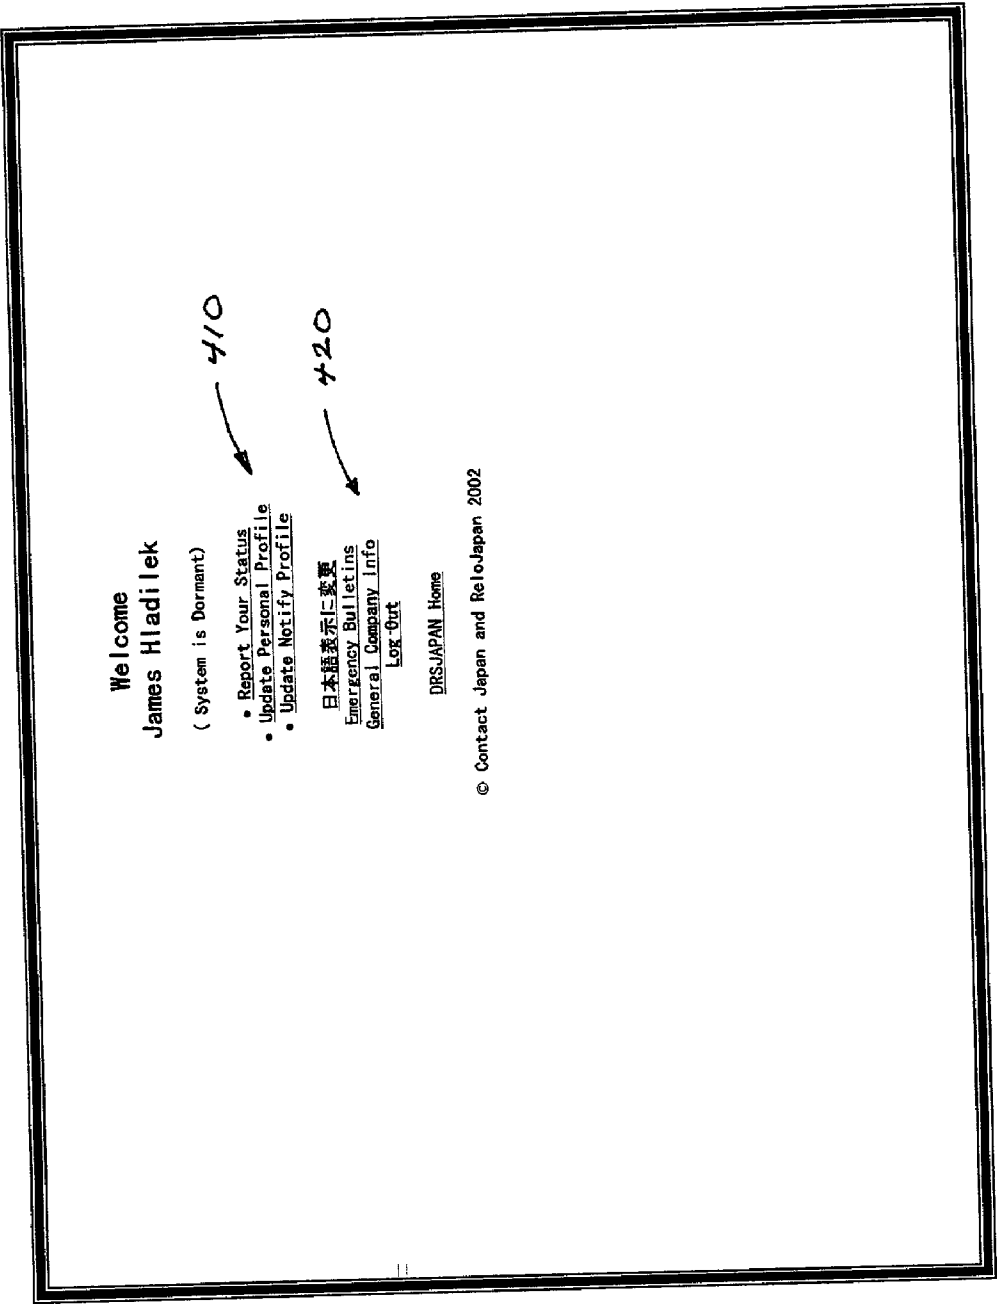 Welcome
James Hladilek
( System is Dormant)
• Report Your Status
• Update Personal Profile
• Update Notify Profile
410
日本語表示に変更
Emergency Bulletins
General Company Info
Log-Out
420
DRSJAPAN Home
© Contact Japan and ReloJapan 2002